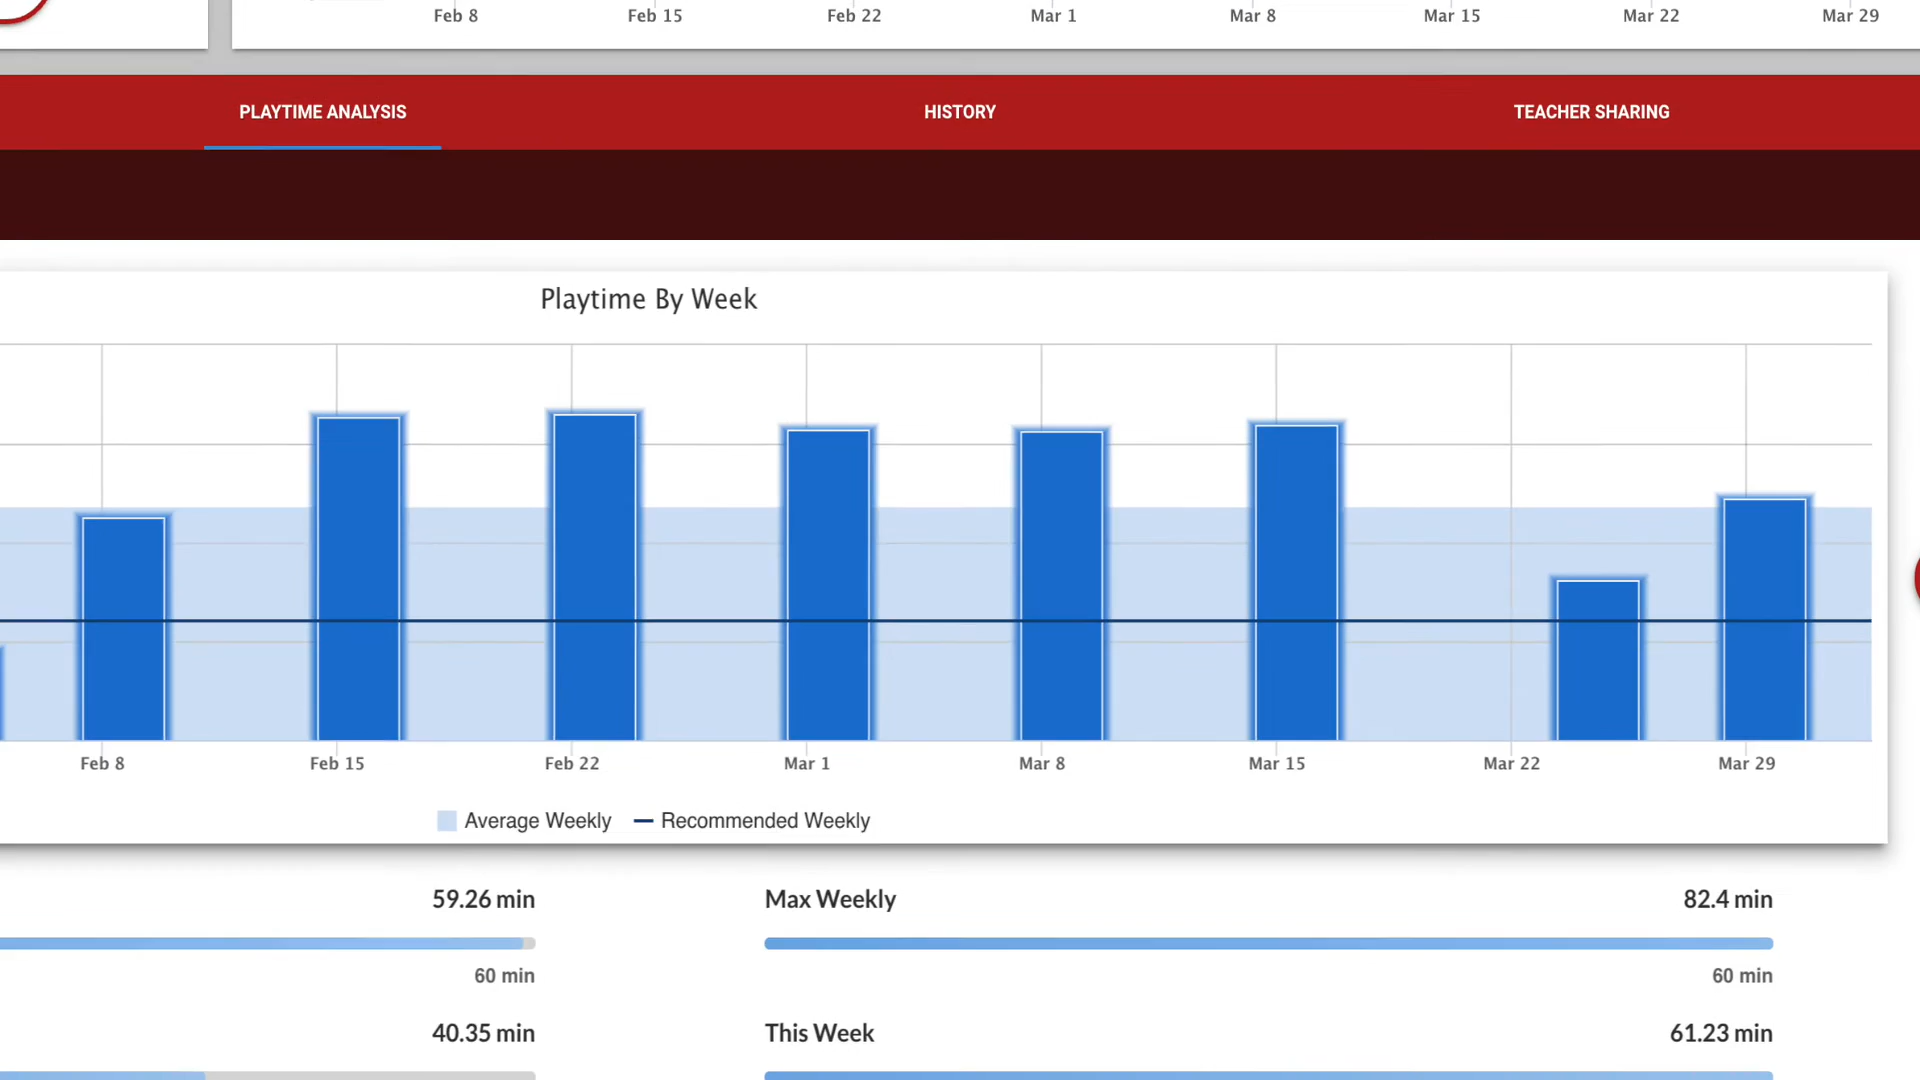 Feb 8 Feb 15 Feb 22 Mar 1 Mar 8 Mar 15 Mar 22 Mar 29
PLAYTIME ANALYSIS HISTORY TEACHER SHARING
Playtime By Week
Feb 8 Feb 15 Feb 22 Mar 1 Mar 8 Mar 15 Mar 22 Mar 29
Average Weekly Recommended Weekly
59.26 min Max Weekly 82.4 min
60 min 60 min
40.35 min This Week 61.23 min